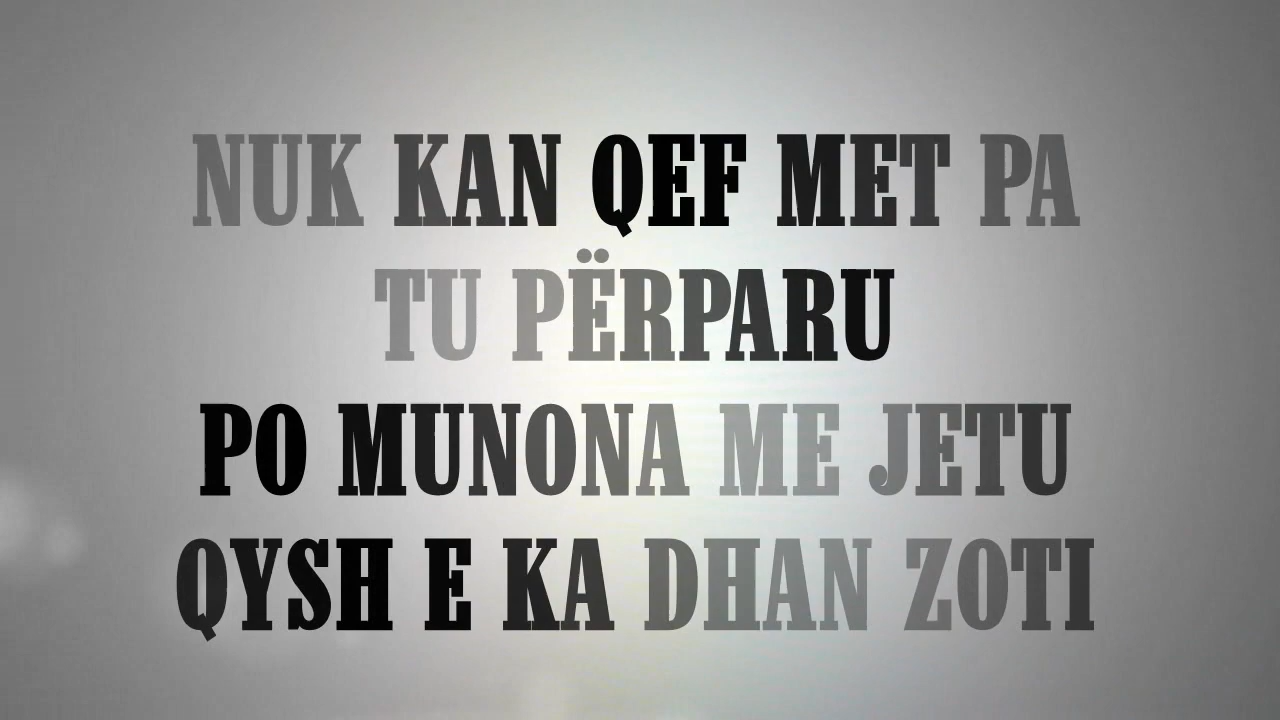 NUK KAN QEF MET PA
TU PËRPARU
PO MUNONA ME JETU
QYSH E KA DHAN ZOTI